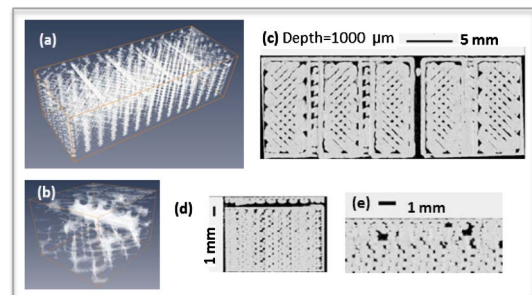 (a)
(c) Depth=1000 µm 5 mm
(b)
(d)
1 mm
(e) 1 mm